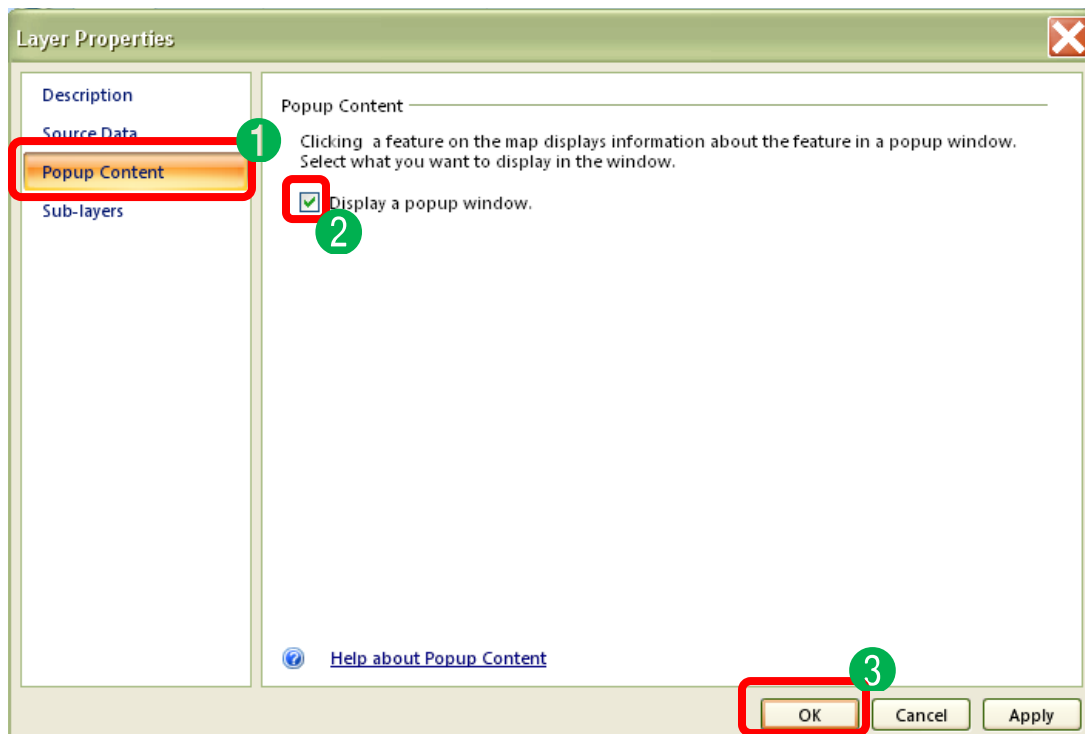 Layer Properties
Description
Source Data
1
Popup Content
Sub-layers
Popup Content
Clicking a feature on the map displays information about the feature in a popup window.
Select what you want to display in the window.
Display a popup window.
2
Help about Popup Content
3
OK
Cancel
Apply